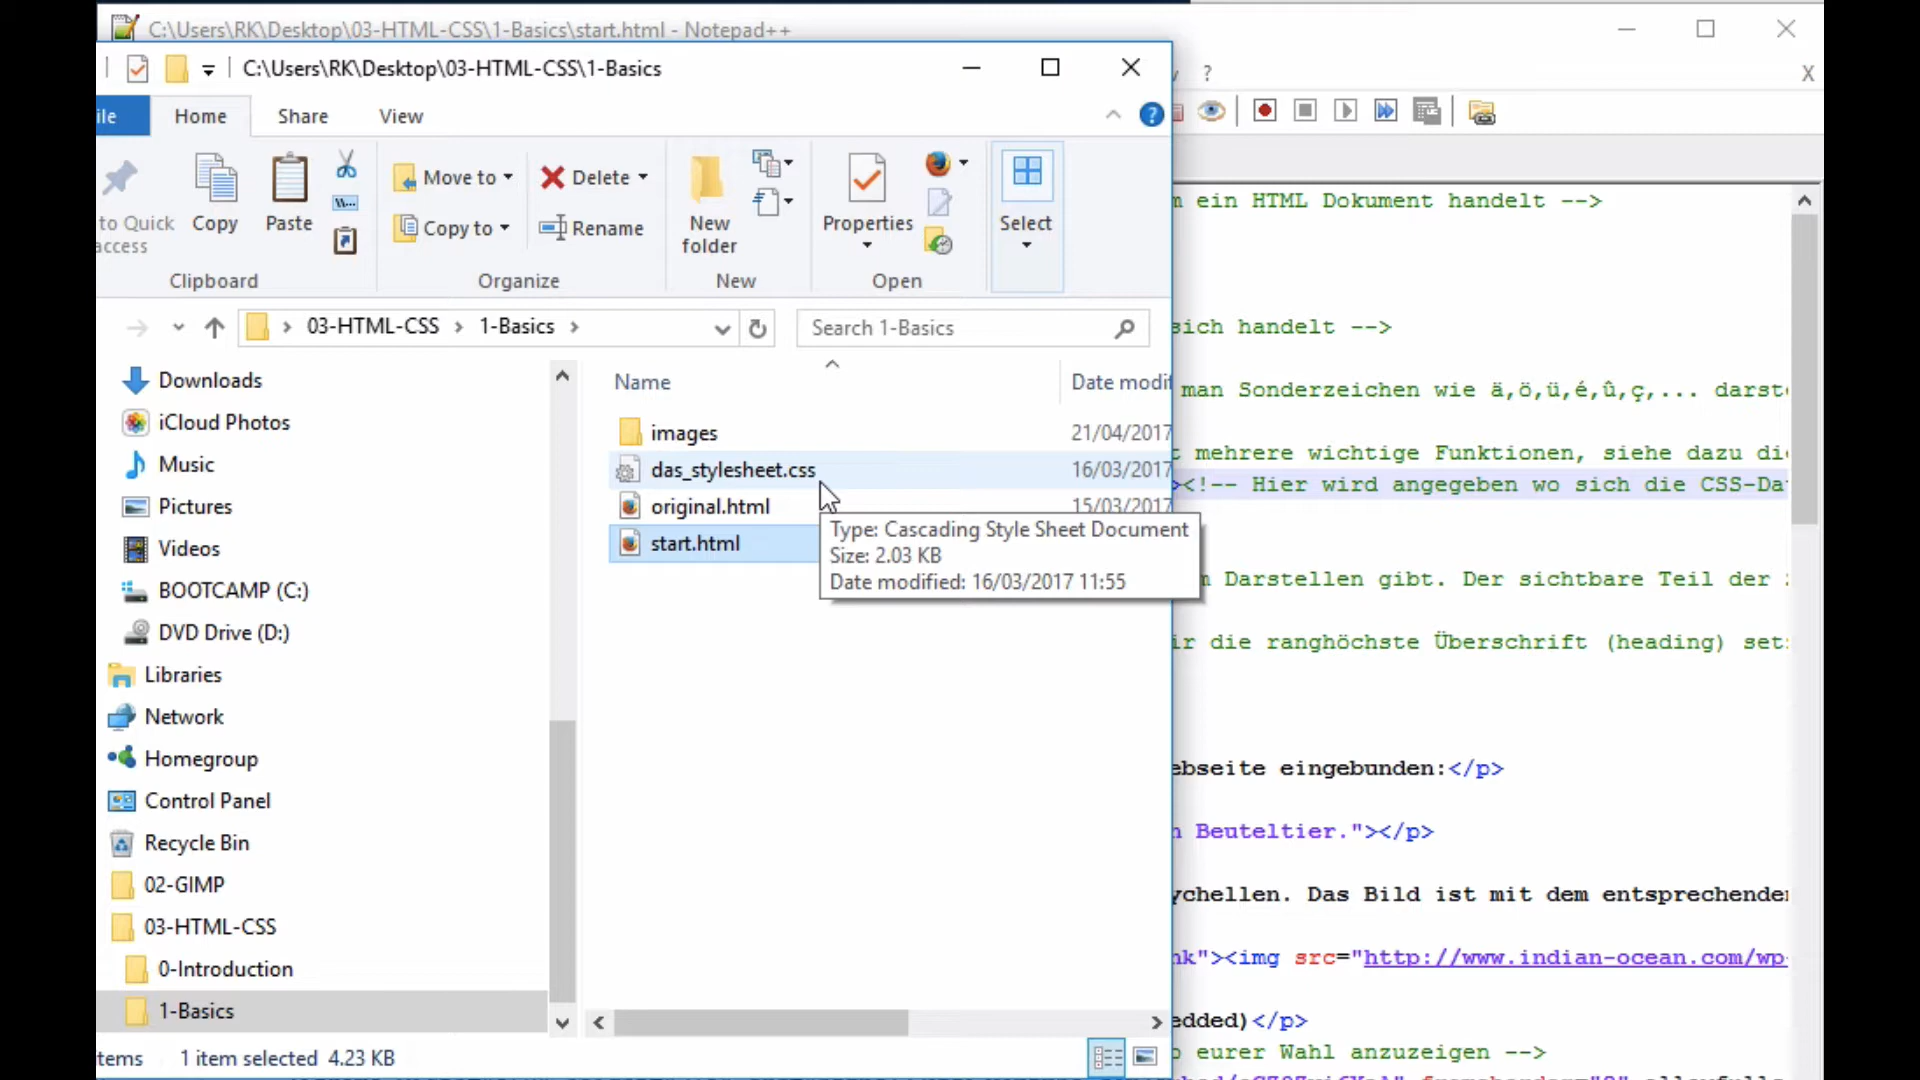 C:\Users\RK\Desktop\03-HTML-CSS\1-Basics\start.html - Notepad++
C:\Users\RK\Desktop\03-HTML-CSS\1-Basics
?
X
ile
Home
Share
View
to Quick
access
Copy
Paste
Move to
Copy to
Delete
Rename
New
folder
Properties
Select
Clipboard
Organize
New
Open
03-HTML-CSS
1-Basics
Search 1-Basics
Downloads
iCloud Photos
Music
Pictures
Videos
BOOTCAMP (C:)
DVD Drive (D:)
Libraries
Network
Homegroup
Control Panel
Recycle Bin
02-GIMP
03-HTML-CSS
0-Introduction
1-Basics
Name
Date modif
images
21/04/2017
das_stylesheet.css
16/03/2017
original.html
15/03/2017
start.html
Type: Cascading Style Sheet Document
Size: 2.03 KB
Date modified: 16/03/2017 11:55
tems
1 item selected 4.23 KB
ein HTML Dokument handelt -->
sich handelt -->
man Sonderzeichen wie ä,ö,ü,é,û,ç,... darst
mehrere wichtige Funktionen, siehe dazu di
><!-- Hier wird angegeben wo sich die CSS-Da
Darstellen gibt. Der sichtbare Teil der
ir die ranghöchste Überschrift (heading) set
ebseite eingebunden:</p>
n Beuteltier."></p>
ychellen. Das Bild ist mit dem entsprechenden
nk"><img src="http://www.indian-ocean.com/wp-
edded)</p>
o eurer Wahl anzuzeigen -->